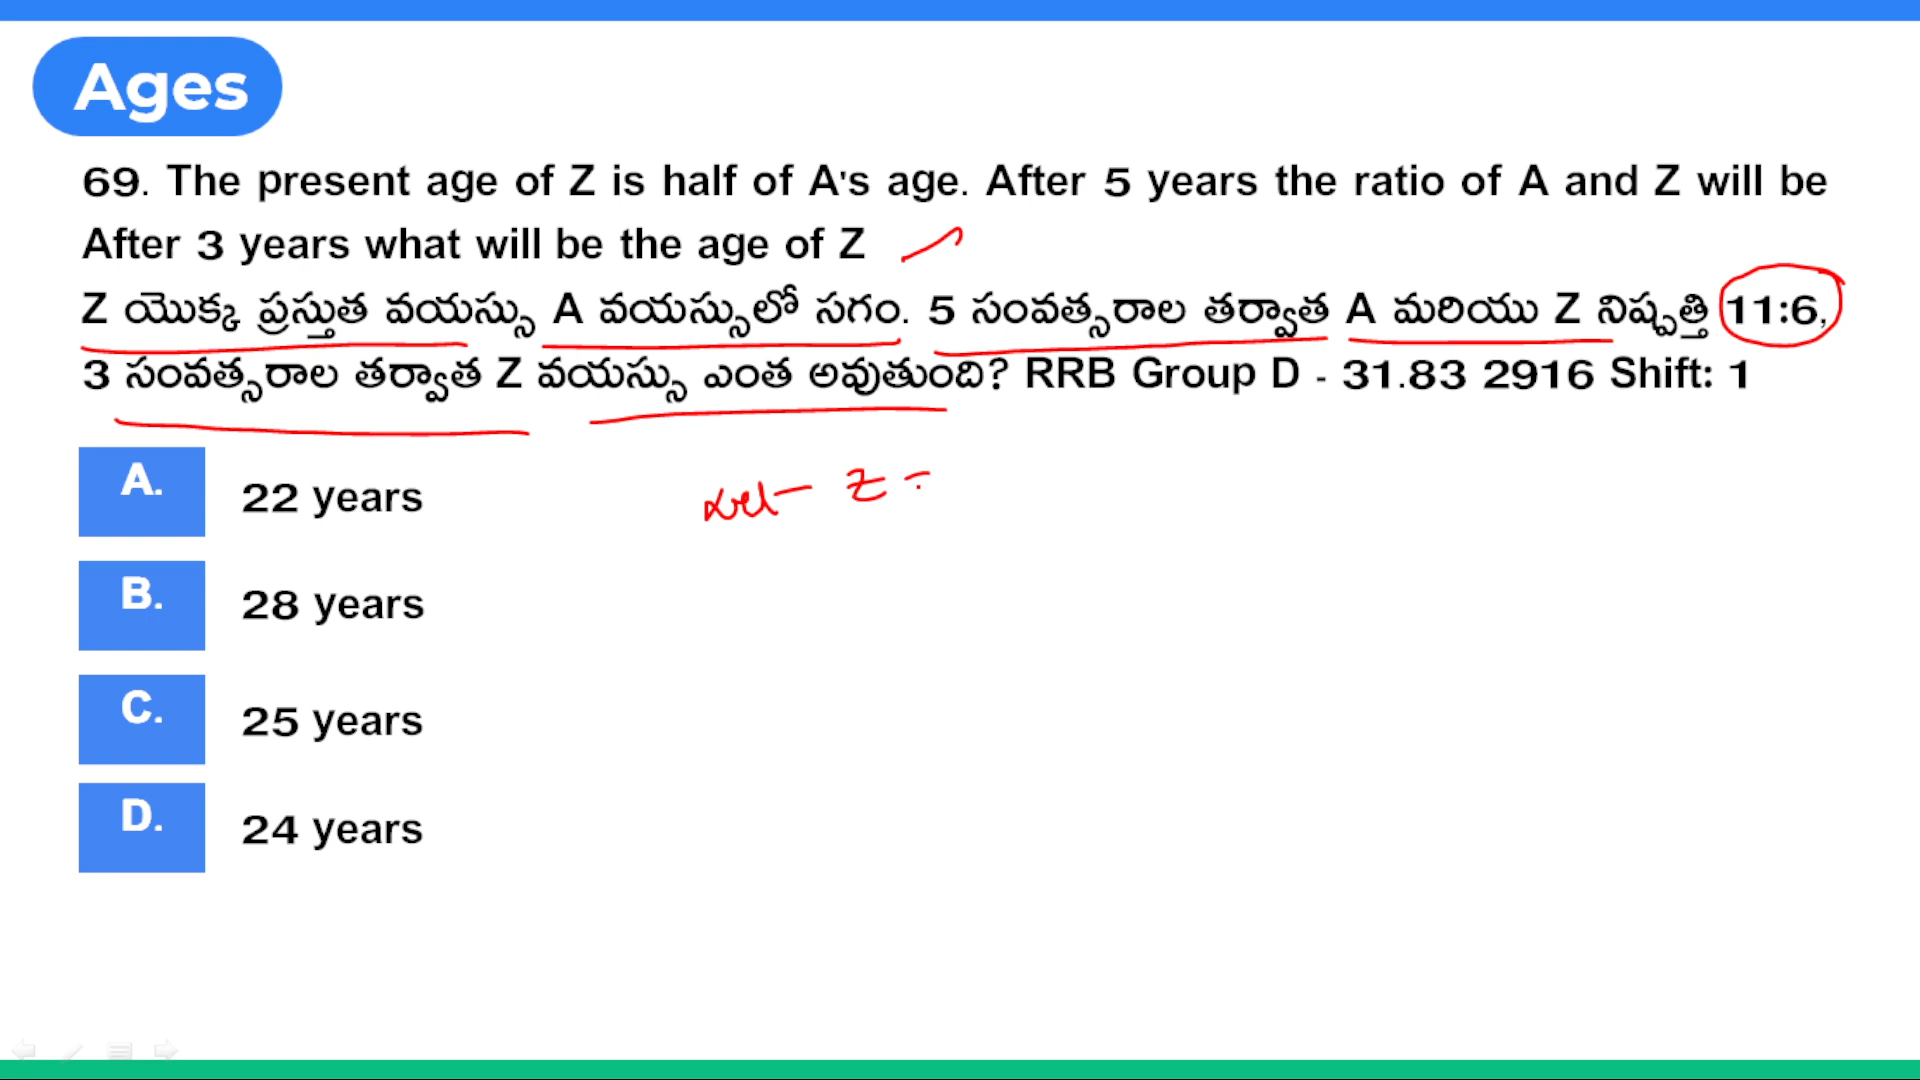 Ages
69. The present age of Z is half of A's age. After 5 years the ratio of A and Z will be
After 3 years what will be the age of Z
Z యొక్క ప్రస్తుత వయస్సు A వయస్సులో సగం. 5 సంవత్సరాల తర్వాత A మరియు Z నిష్పత్తి 11:6,
3 సంవత్సరాల తర్వాత Z వయస్సు ఎంత అవుతుంది? RRB Group D - 31.83 2916 Shift: 1
Let Z =
A. 22 years
B. 28 years
C. 25 years
D. 24 years